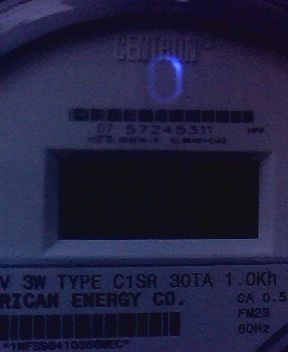 CENTRON
07 57245311
V 3W TYPE C1SR 30TA 1.0Kh
RICAN ENERGY CO.
CA 0.5
FM2S
60Hz